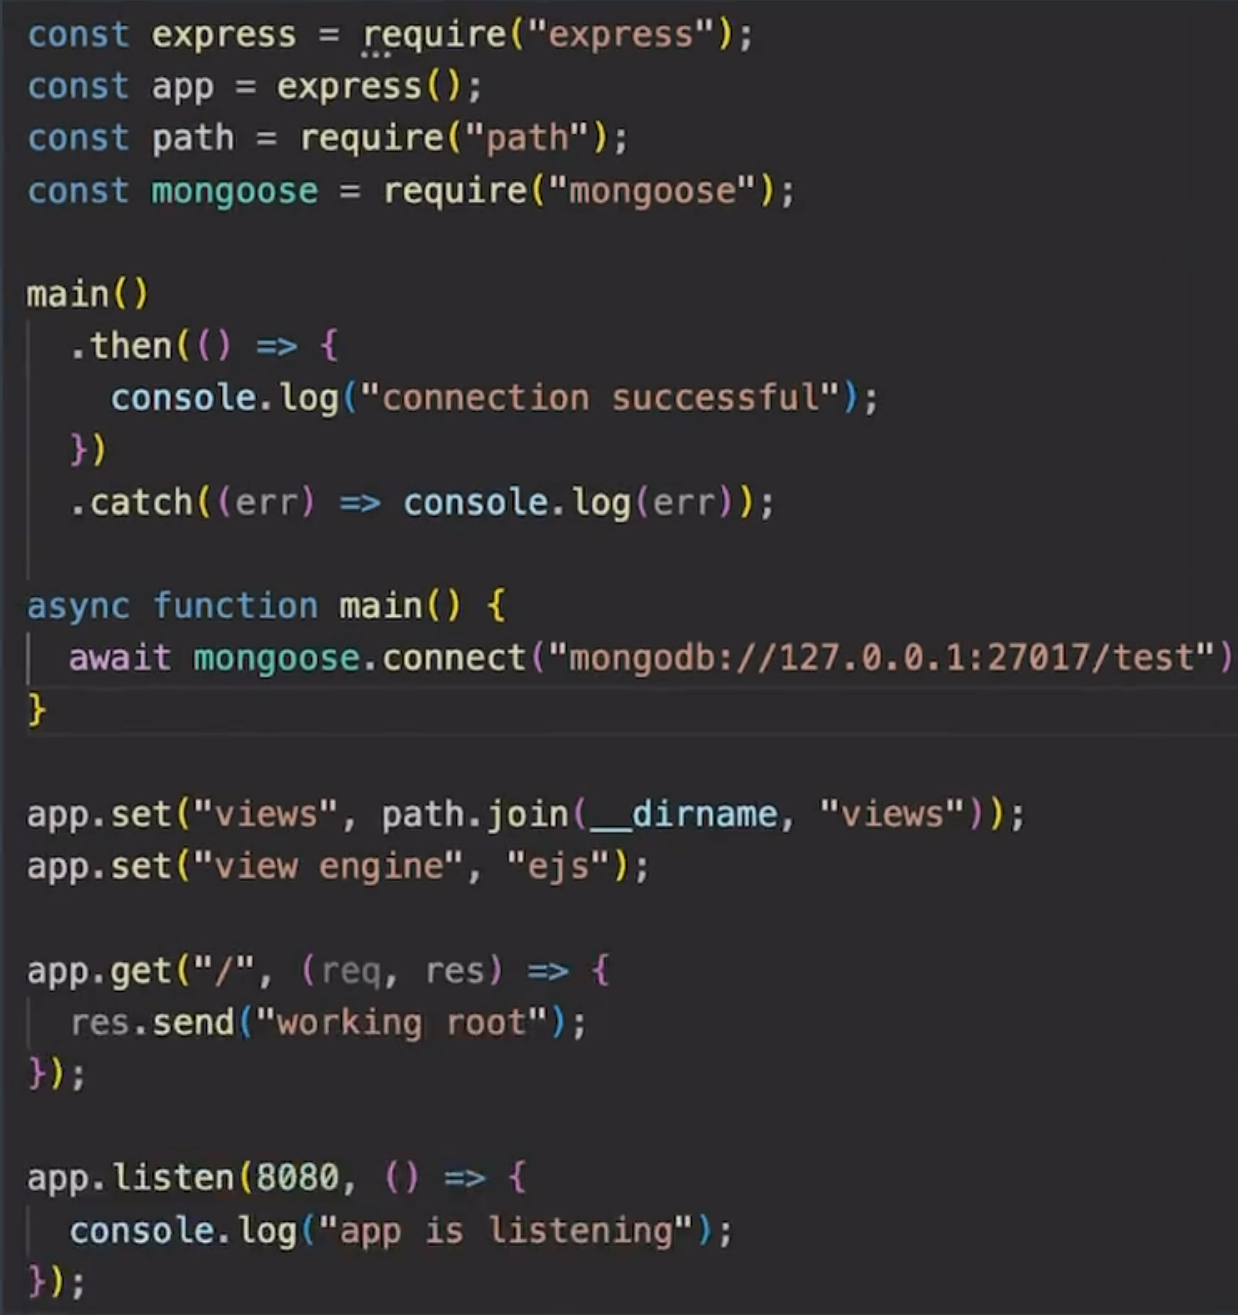 const express = require("express");
const app = express();
const path = require("path");
const mongoose = require("mongoose");
main()
.then(() => {
console.log("connection successful");
})
.catch((err) => console.log(err));
async function main() {
await mongoose.connect("mongodb://127.0.0.1:27017/test")
}
app.set("views", path.join(__dirname, "views"));
app.set("view engine", "ejs");
app.get("/", (req, res) => {
res.send("working root");
});
app.listen(8080, () => {
console.log("app is listening");
});